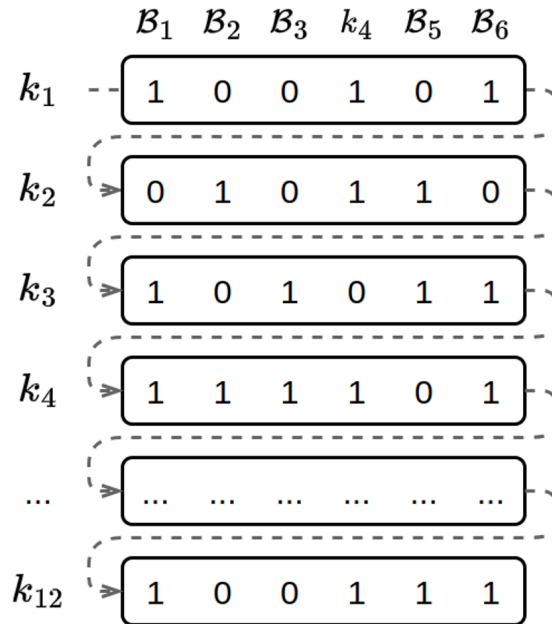 ℬ₁ ℬ₂ ℬ₃ k₄ ℬ₅ ℬ₆
k₁ 1 0 0 1 0 1
k₂ 0 1 0 1 1 0
k₃ 1 0 1 0 1 1
k₄ 1 1 1 1 0 1
... ... ... ... ... ... ...
k₁₂ 1 0 0 1 1 1